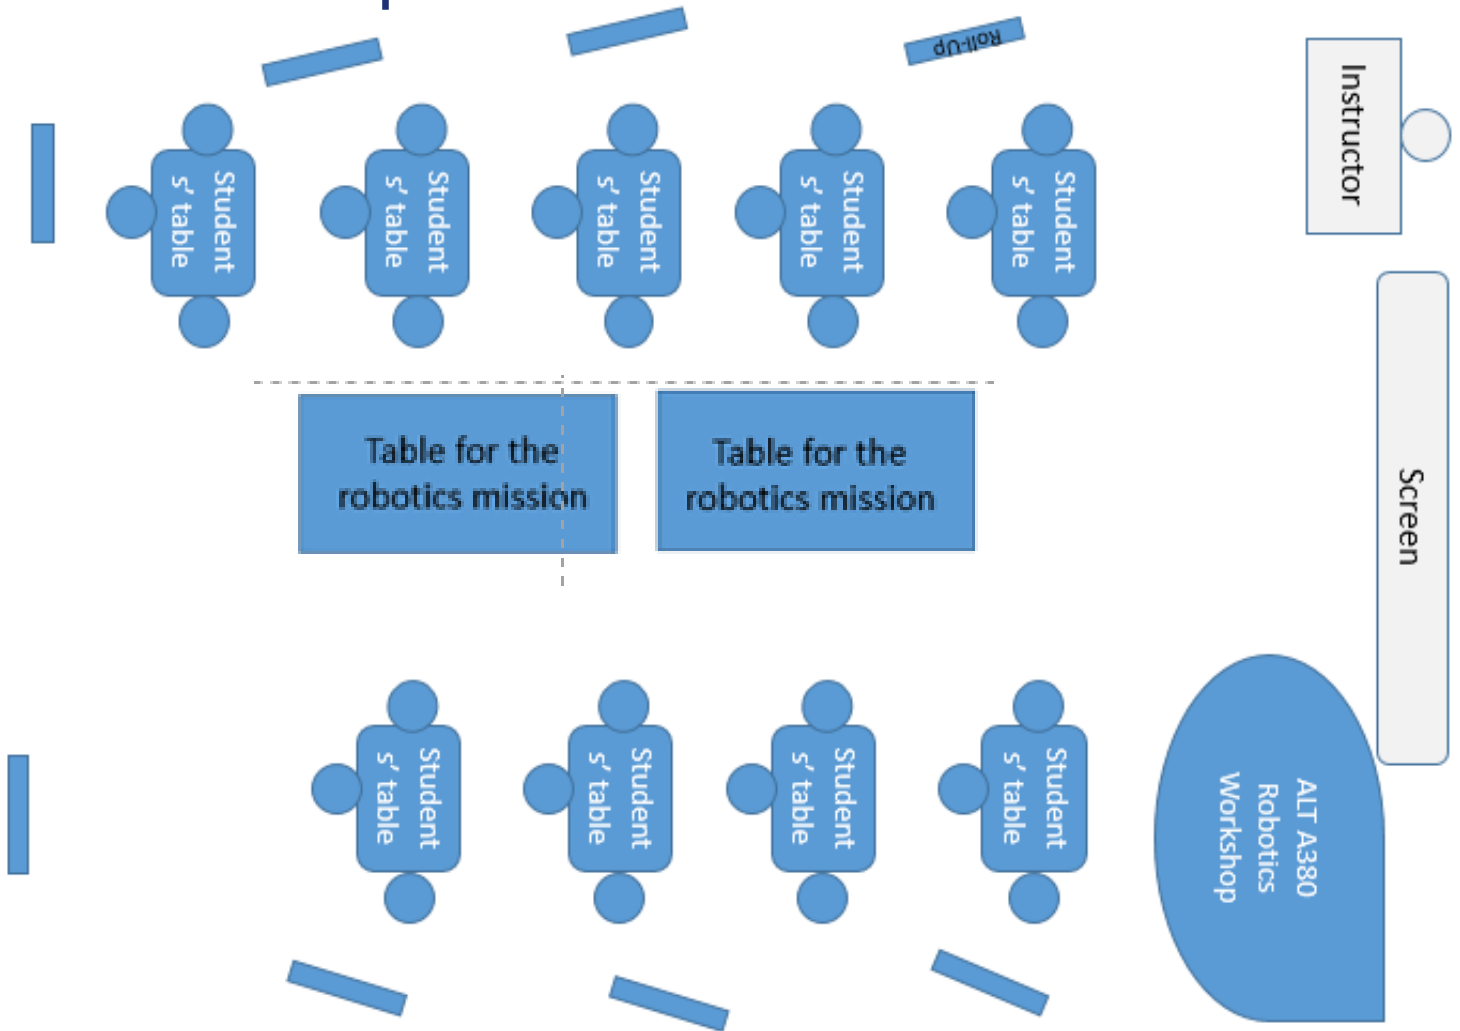 Roll-Up
Instructor
Student
s’ table
Student
s’ table
Student
s’ table
Student
s’ table
Student
s’ table
Table for the
robotics mission
Table for the
robotics mission
Screen
Student
s’ table
Student
s’ table
Student
s’ table
Student
s’ table
ALT A380
Robotics
Workshop